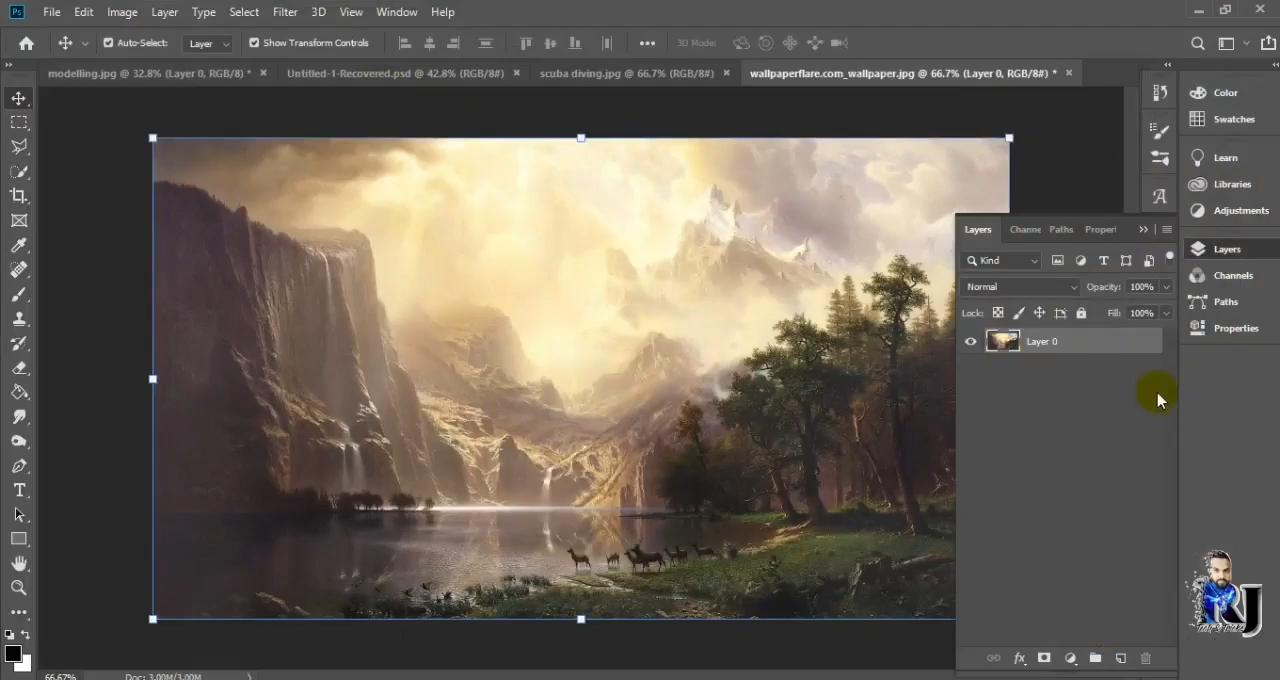 Ps File Edit Image Layer Type Select Filter 3D View Window Help
Auto-Select: Layer Show Transform Controls 3D Mode:
modelling.jpg @ 32.8% (Layer 0, RGB/8) * Untitled-1-Recovered.psd @ 42.8% (RGB/8#) scuba diving.jpg @ 66.7% (RGB/8#) wallpaperflare.com_wallpaper.jpg @ 66.7% (Layer 0, RGB/8#) *
Color
Swatches
Learn
Libraries
Adjustments
Layers
Channels
Paths
Properties
Layers Channe Paths Propert
Kind
Normal Opacity: 100%
Lock: Fill: 100%
Layer 0
fx
RJ
66.67% Doc: 3.00M/3.00M